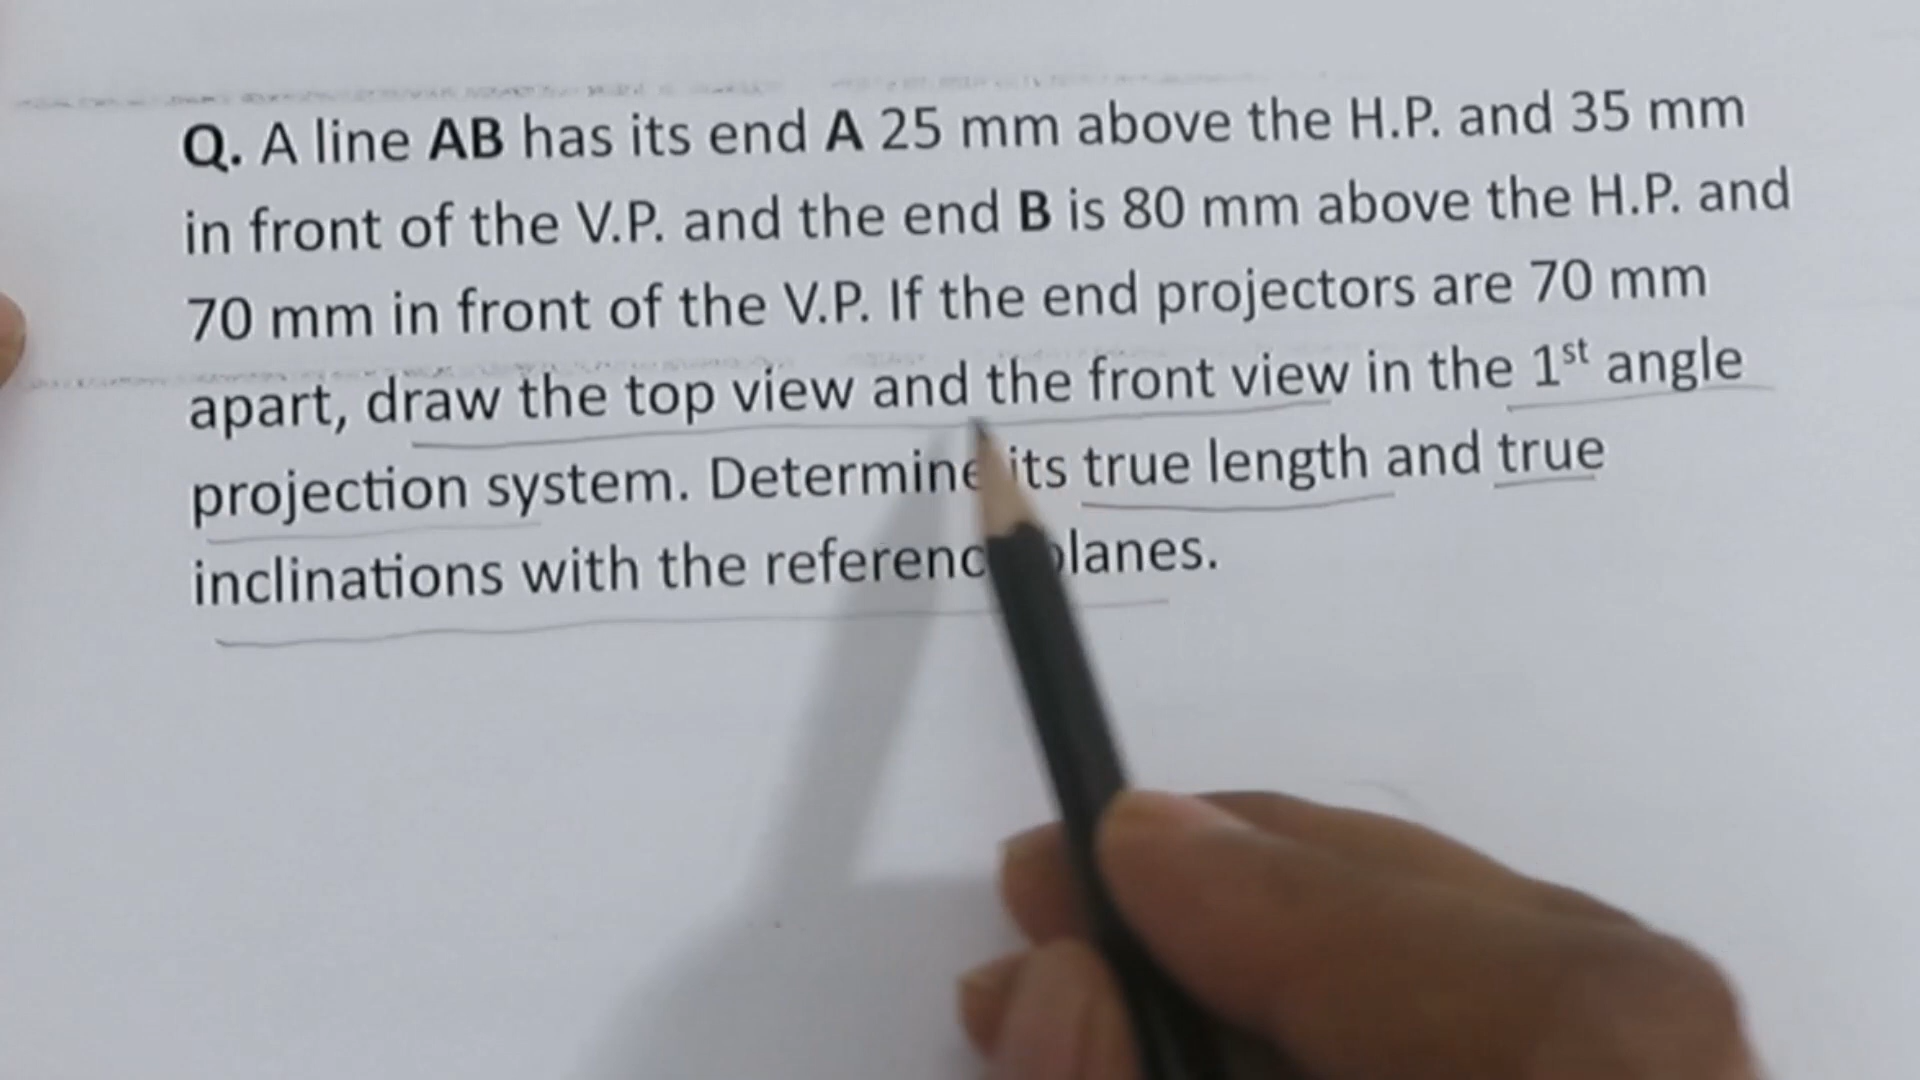 Q. A line AB has its end A 25 mm above the H.P. and 35 mm
in front of the V.P. and the end B is 80 mm above the H.P. and
70 mm in front of the V.P. If the end projectors are 70 mm
apart, draw the top view and the front view in the 1st angle
projection system. Determine its true length and true
inclinations with the reference planes.